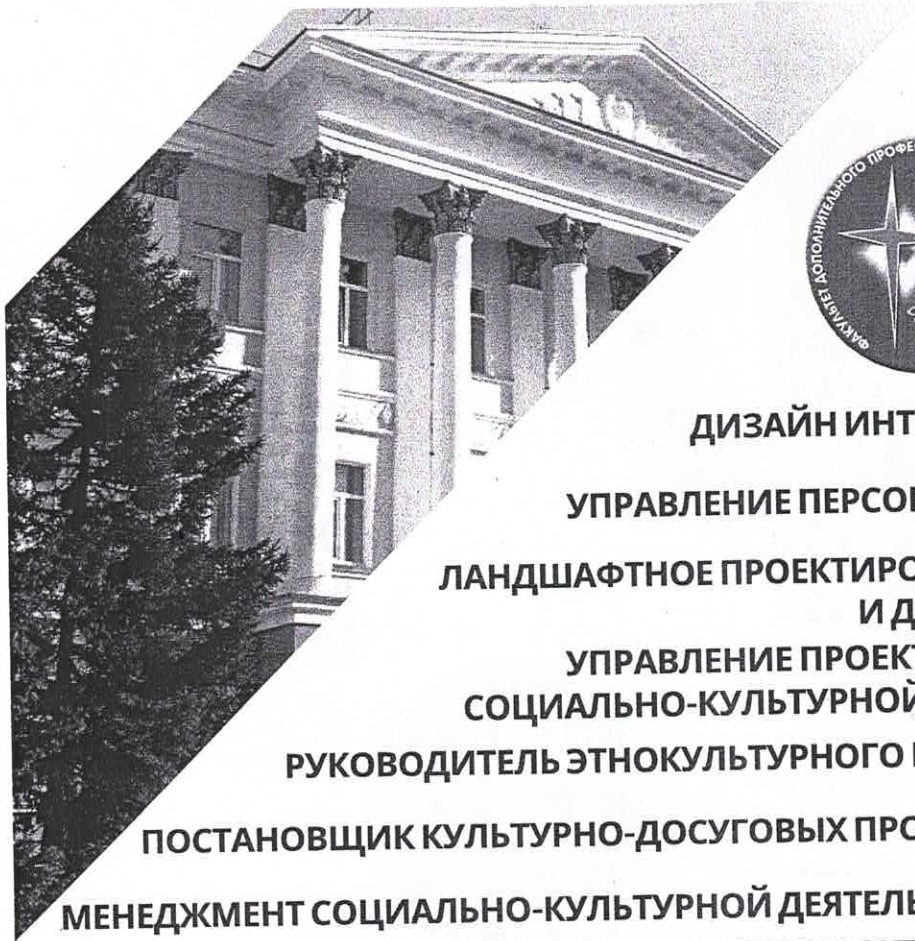 ФАКУЛЬТЕТ ДОПОЛНИТЕЛЬНОГО ПРОФЕ
ДИЗАЙН ИНТ
УПРАВЛЕНИЕ ПЕРСО
ЛАНДШАФТНОЕ ПРОЕКТИРО
И Д
УПРАВЛЕНИЕ ПРОЕК
СОЦИАЛЬНО-КУЛЬТУРНОЙ
РУКОВОДИТЕЛЬ ЭТНОКУЛЬТУРНОГО
ПОСТАНОВЩИК КУЛЬТУРНО-ДОСУГОВЫХ ПРО
МЕНЕДЖМЕНТ СОЦИАЛЬНО-КУЛЬТУРНОЙ ДЕЯТЕЛЬ